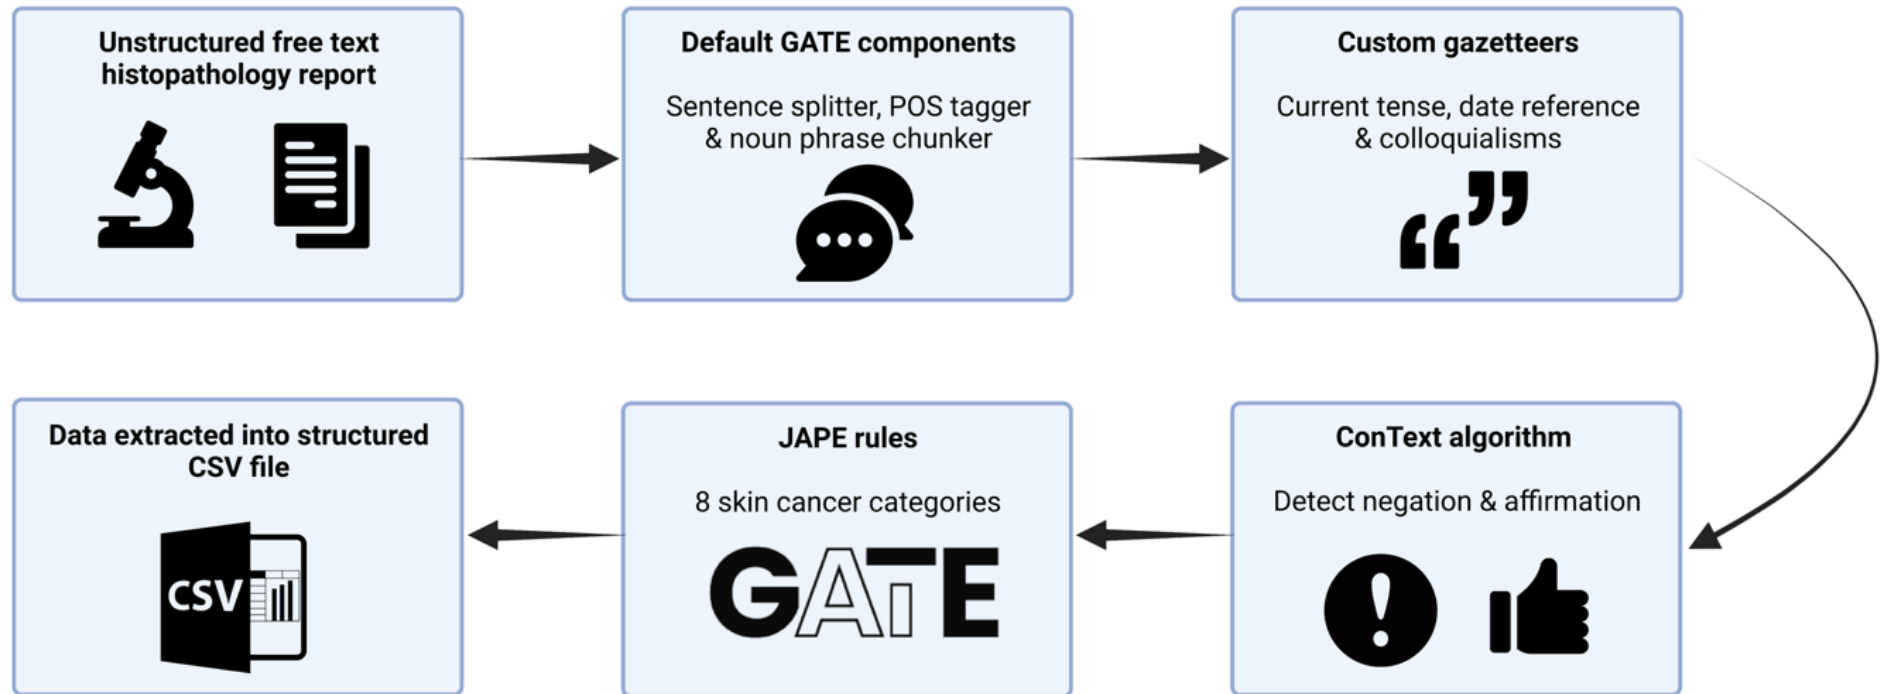 Unstructured free text
histopathology report
Default GATE components
Sentence splitter, POS tagger
& noun phrase chunker
Custom gazetteers
Current tense, date reference
& colloquialisms
ConText algorithm
Detect negation & affirmation
JAPE rules
8 skin cancer categories
GATE
Data extracted into structured
CSV file
CSV